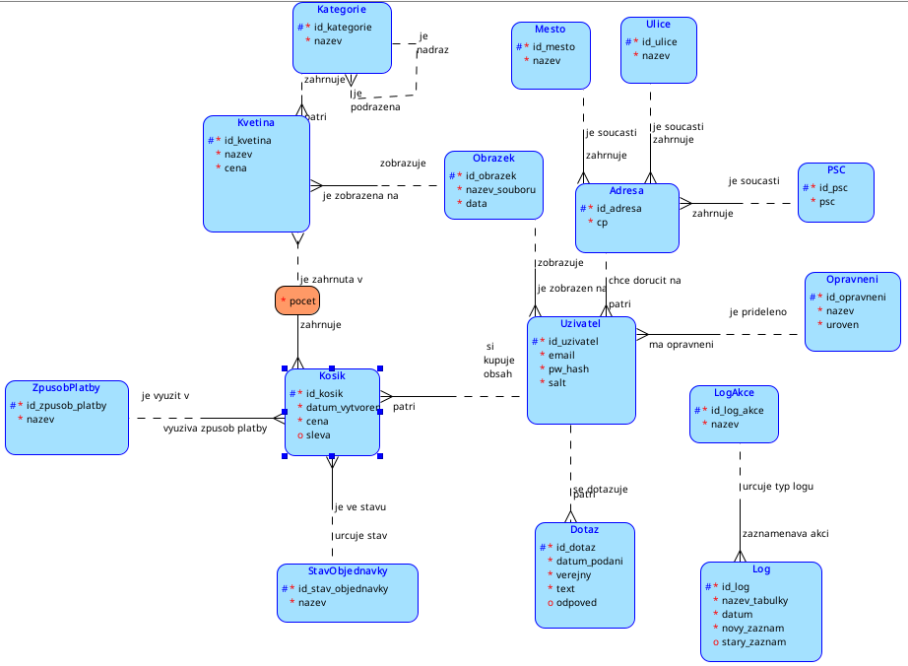 Kategorie
#* id_kategorie
* nazev
je
nadraz
zahrnuje
je
podrazena
patri
Mesto
#* id_mesto
* nazev
Ulice
#* id_ulice
* nazev
Kvetina
#* id_kvetina
* nazev
* cena
zobrazuje
je zobrazena na
Obrazek
#* id_obrazek
* nazev_souboru
* data
je soucasti
zahrnuje
je soucasti
zahrnuje
Adresa
#* id_adresa
* cp
je soucasti
zahrnuje
PSC
#* id_psc
* psc
je zahrnuta v
* pocet
zahrnuje
zobrazuje
je zobrazen na
chce dorucit na
patri
Opravneni
#* id_opravneni
* nazev
* uroven
je prideleno
ma opravneni
Uzivatel
#* id_uzivatel
* email
* pw_hash
* salt
si
kupuje
obsah
patri
ZpusobPlatby
#* id_zpusob_platby
* nazev
je vyuzit v
vyuziva zpusob platby
Kosik
#* id_kosik
* datum_vytvoren
* cena
o sleva
LogAkce
#* id_log_akce
* nazev
je ve stavu
urcuje stav
se dotazuje
patri
urcuje typ logu
zaznamenava akci
StavObjednavky
#* id_stav_objednavky
* nazev
Dotaz
#* id_dotaz
* datum_podani
* verejny
* text
o odpoved
Log
#* id_log
* nazev_tabulky
* datum
* novy_zaznam
o stary_zaznam